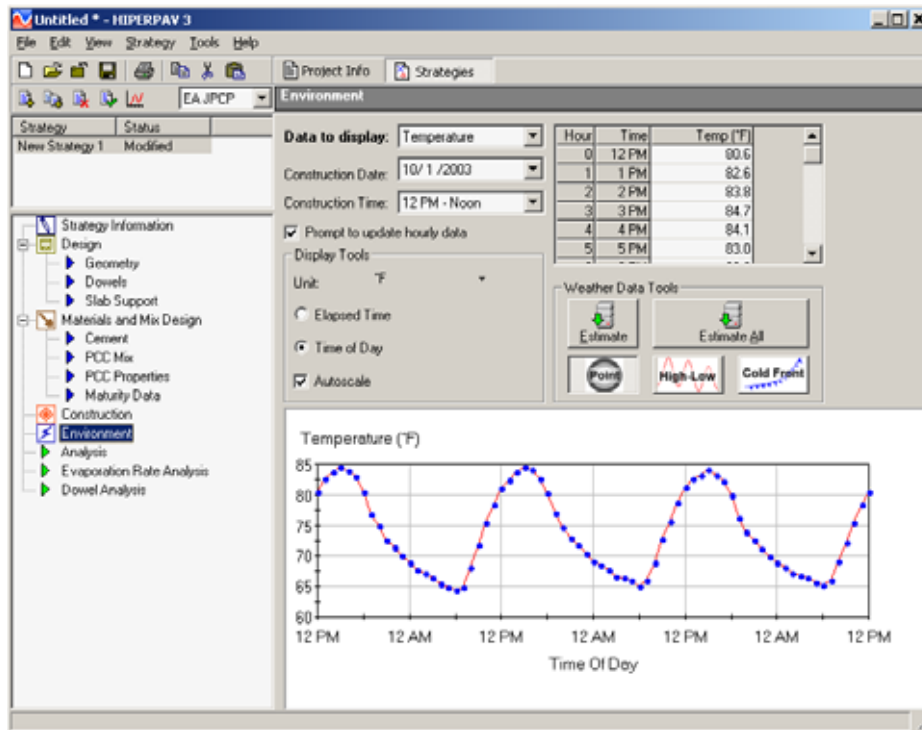 Untitled * - HIPERPAV 3
File Edit View Strategy Tools Help
Project Info Strategies
EA JPCP
Environment
Strategy Status
New Strategy 1 Modified
Strategy Information
Design
Geometry
Dowels
Slab Support
Materials and Mix Design
Cement
PCC Mix
PCC Properties
Maturity Data
Construction
Environment
Analysis
Evaporation Rate Analysis
Dowel Analysis
Data to display: Temperature
Construction Date: 10/ 1 /2003
Construction Time: 12 PM - Noon
Prompt to update hourly data
Display Tools
Unit: °F
Elapsed Time
Time of Day
Autoscale
Hour Time Temp (°F)
0 12 PM 80.6
1 1 PM 82.6
2 2 PM 83.8
3 3 PM 84.7
4 4 PM 84.1
5 5 PM 83.0
Weather Data Tools
Estimate Estimate All
Point High-Low Cold Front
Temperature (°F)
85
80
75
70
65
60
12 PM 12 AM 12 PM 12 AM 12 PM 12 AM 12 PM
Time Of Day